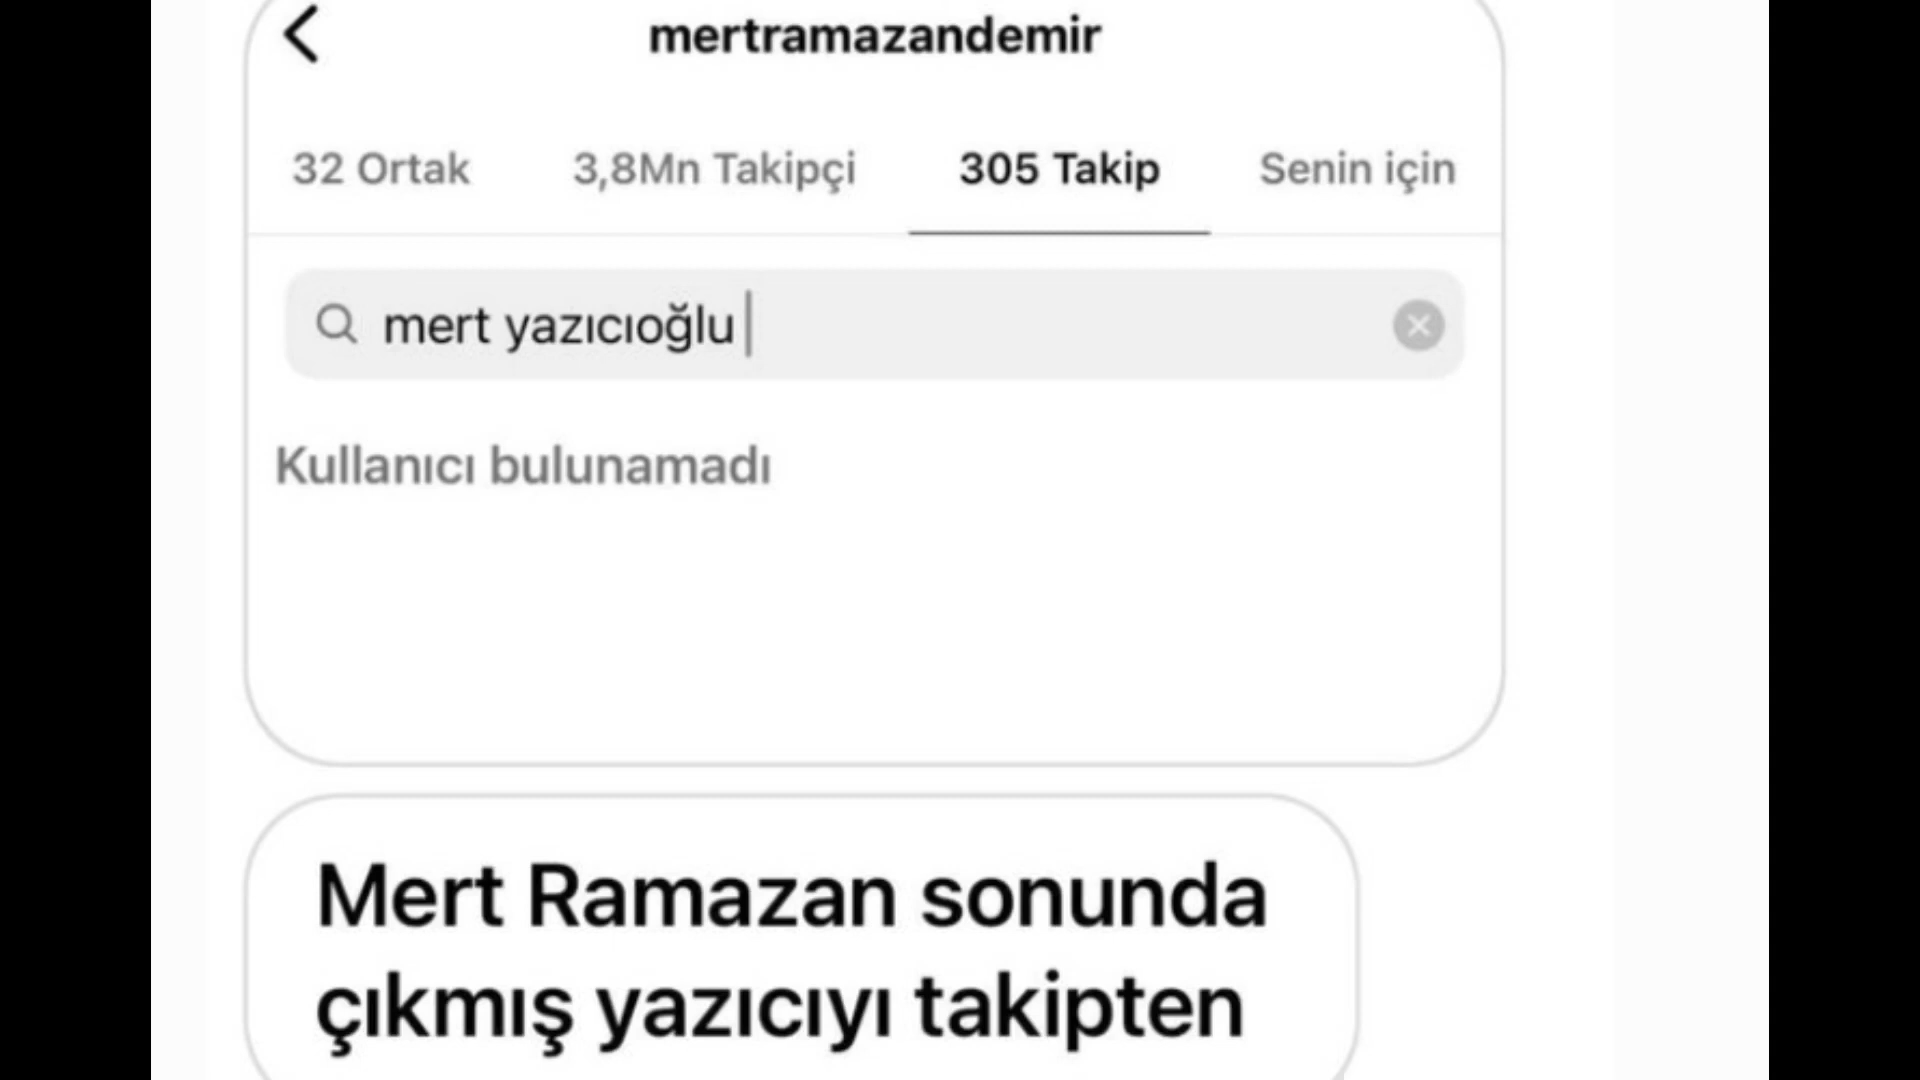 mertramazandemir
32 Ortak 3,8Mn Takipçi 305 Takip Senin için
mert yazıcıoğlu
Kullanıcı bulunamadı
Mert Ramazan sonunda
çıkmış yazıcıyı takipten